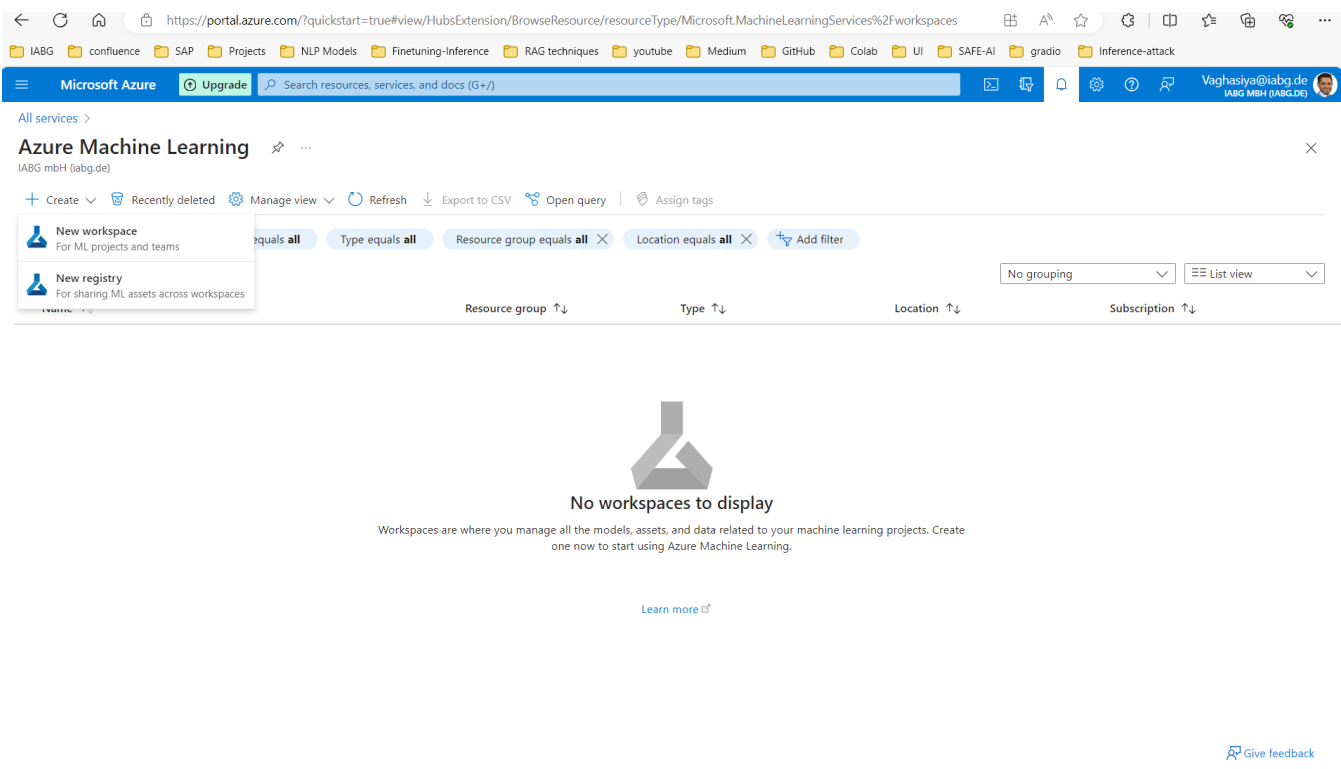 https://portal.azure.com/?quickstart=true#view/HubsExtension/BrowseResource/resourceType/Microsoft.MachineLearningServices%2Fworkspaces
IABG confluence SAP Projects NLP Models Finetuning-Inference RAG techniques youtube Medium GitHub Colab UI SAFE-AI gradio Inference-attack
Microsoft Azure Upgrade Search resources, services, and docs (G+/) Vaghasiya@iabg.de
IABG MBH (IABG.DE)
All services >
Azure Machine Learning ...
IABG mbH (iabg.de)
+ Create Recently deleted Manage view Refresh Export to CSV Open query Assign tags
New workspace
For ML projects and teams
equals all Type equals all Resource group equals all Location equals all Add filter
New registry
For sharing ML assets across workspaces
No grouping List view
Name Resource group Type Location Subscription
No workspaces to display
Workspaces are where you manage all the models, assets, and data related to your machine learning projects. Create
one now to start using Azure Machine Learning.
Learn more
Give feedback